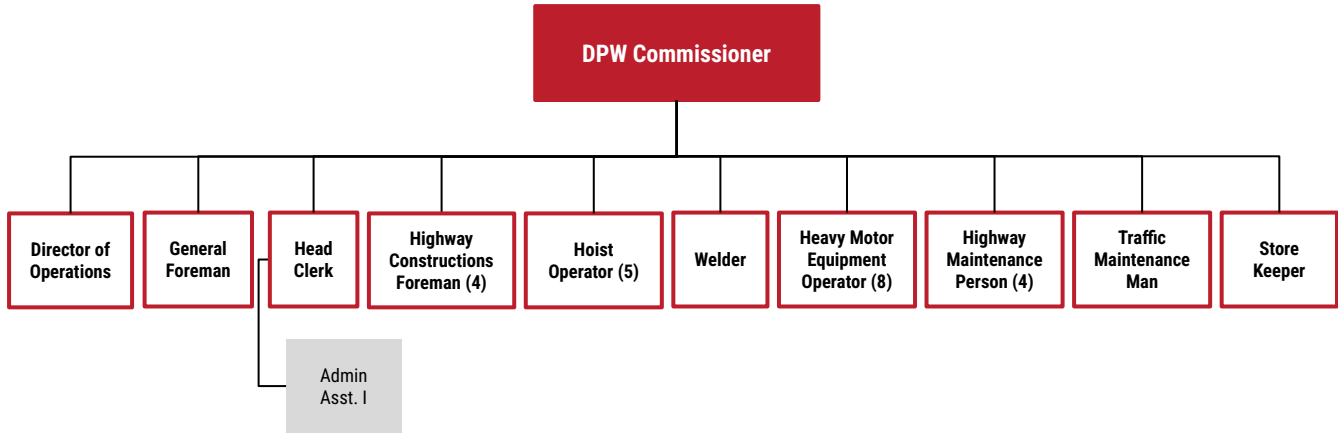 DPW Commissioner
Director of
Operations
General
Foreman
Head
Clerk
Highway
Constructions
Foreman (4)
Hoist
Operator (5)
Welder
Heavy Motor
Equipment
Operator (8)
Highway
Maintenance
Person (4)
Traffic
Maintenance
Man
Store
Keeper
Admin
Asst. I